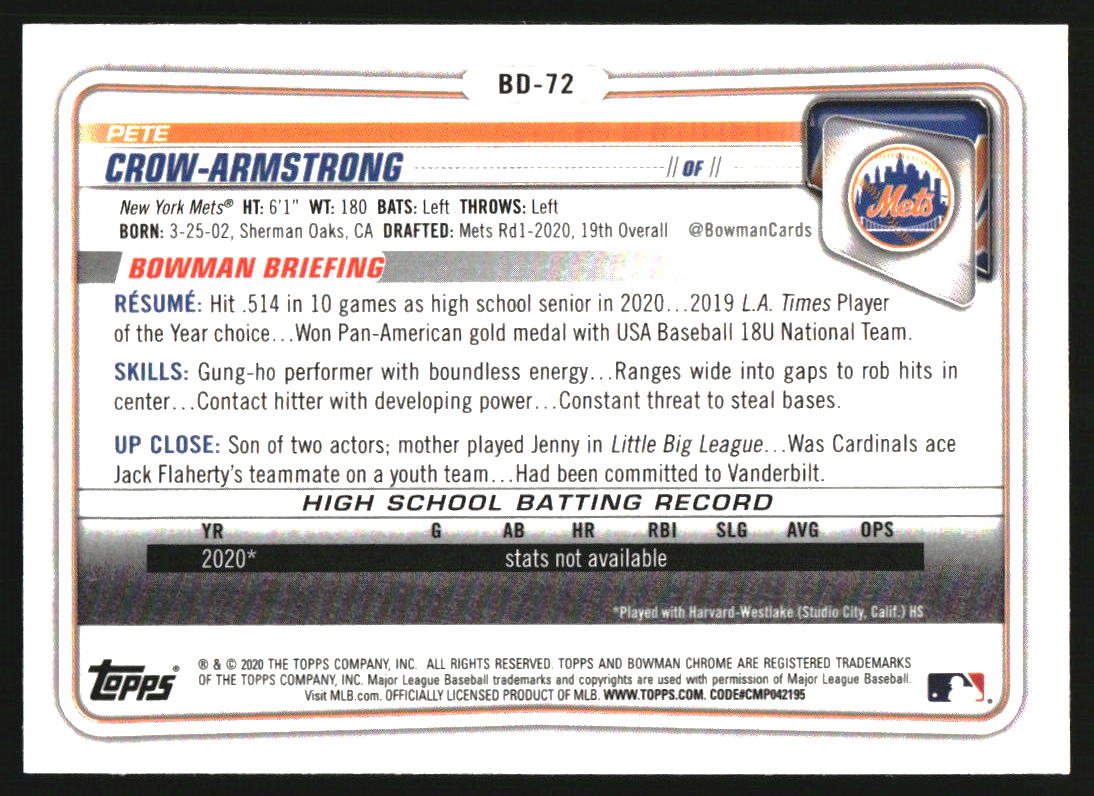 BD-72
PETE
CROW-ARMSTRONG // OF //
Mets
New York Mets® HT: 6'1" WT: 180 BATS: Left THROWS: Left
BORN: 3-25-02, Sherman Oaks, CA DRAFTED: Mets Rd1-2020, 19th Overall @BowmanCards
BOWMAN BRIEFING
RÉSUMÉ: Hit .514 in 10 games as high school senior in 2020...2019 L.A. Times Player
of the Year choice...Won Pan-American gold medal with USA Baseball 18U National Team.
SKILLS: Gung-ho performer with boundless energy...Ranges wide into gaps to rob hits in
center...Contact hitter with developing power...Constant threat to steal bases.
UP CLOSE: Son of two actors; mother played Jenny in Little Big League...Was Cardinals ace
Jack Flaherty's teammate on a youth team...Had been committed to Vanderbilt.
HIGH SCHOOL BATTING RECORD
YR G AB HR RBI SLG AVG OPS
2020* stats not available
*Played with Harvard-Westlake (Studio City, Calif.) HS
Topps®
® & © 2020 THE TOPPS COMPANY, INC. ALL RIGHTS RESERVED. TOPPS AND BOWMAN CHROME ARE REGISTERED TRADEMARKS
OF THE TOPPS COMPANY, INC. Major League Baseball trademarks and copyrights are used with permission of Major League Baseball.
Visit MLB.com. OFFICIALLY LICENSED PRODUCT OF MLB. WWW.TOPPS.COM. CODE#CMP042195